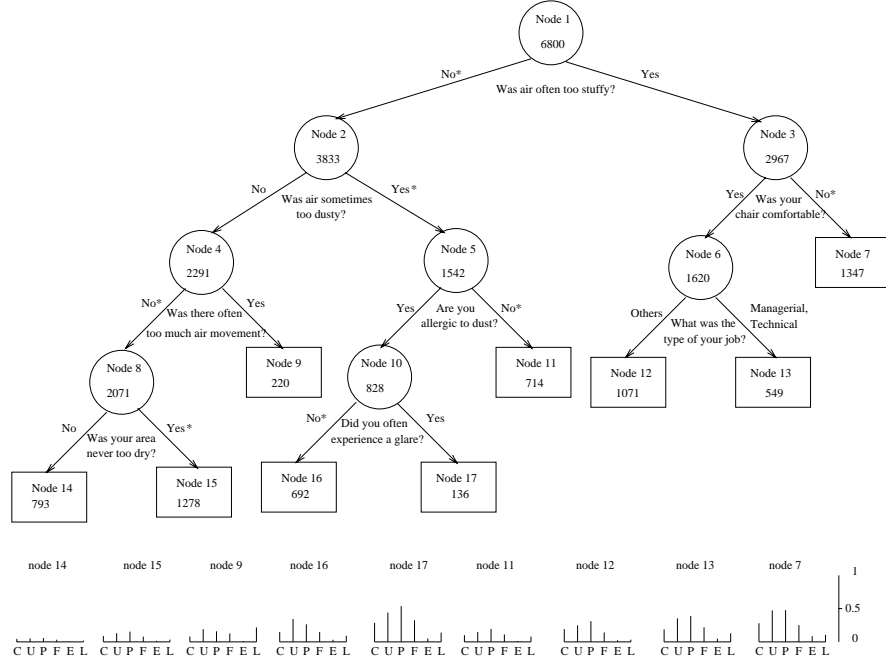 Node 1
6800
No*
Yes
Was air often too stuffy?
Node 2
3833
Node 3
2967
No
Was air sometimes
too dusty?
Yes*
Yes
Was your
chair comfortable?
No*
Node 4
2291
Node 5
1542
Node 6
1620
Node 7
1347
No*
Was there often
too much air movement?
Yes
Yes
Are you
allergic to dust?
No*
Others
What was the
type of your job?
Managerial,
Technical
Node 8
2071
Node 9
220
Node 10
828
Node 11
714
Node 12
1071
Node 13
549
No
Was your area
never too dry?
Yes*
No*
Did you often
experience a glare?
Yes
Node 14
793
Node 15
1278
Node 16
692
Node 17
136
node 14
node 15
node 9
node 16
node 17
node 11
node 12
node 13
node 7
1
0.5
0
C U P F E L
C U P F E L
C U P F E L
C U P F E L
C U P F E L
C U P F E L
C U P F E L
C U P F E L
C U P F E L